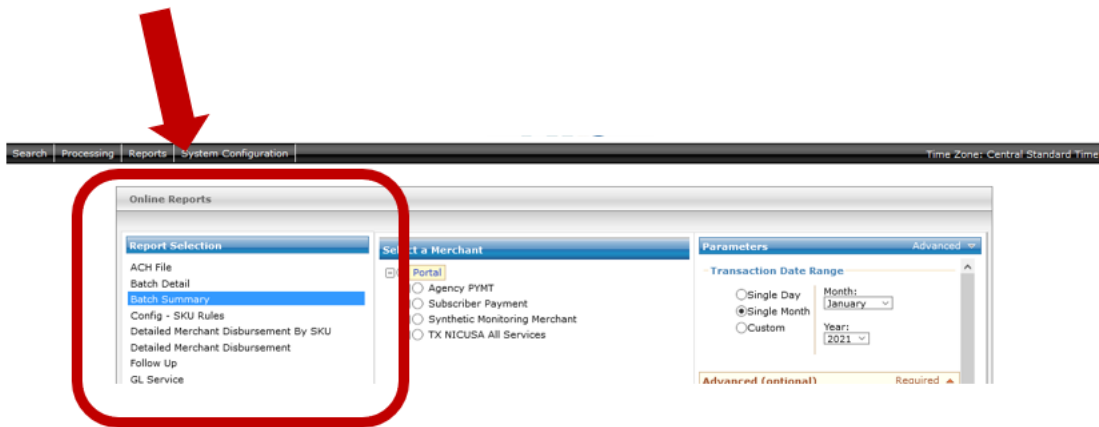 Search Processing Reports System Configuration Time Zone: Central Standard Time
Online Reports
Report Selection
ACH File
Batch Detail
Batch Summary
Config - SKU Rules
Detailed Merchant Disbursement By SKU
Detailed Merchant Disbursement
Follow Up
GL Service
Select a Merchant
Portal
Agency PYMT
Subscriber Payment
Synthetic Monitoring Merchant
TX NICUSA All Services
Parameters Advanced
Transaction Date Range
Single Day
Single Month
Custom
Month:
January
Year:
2021
Advanced (optional) Required